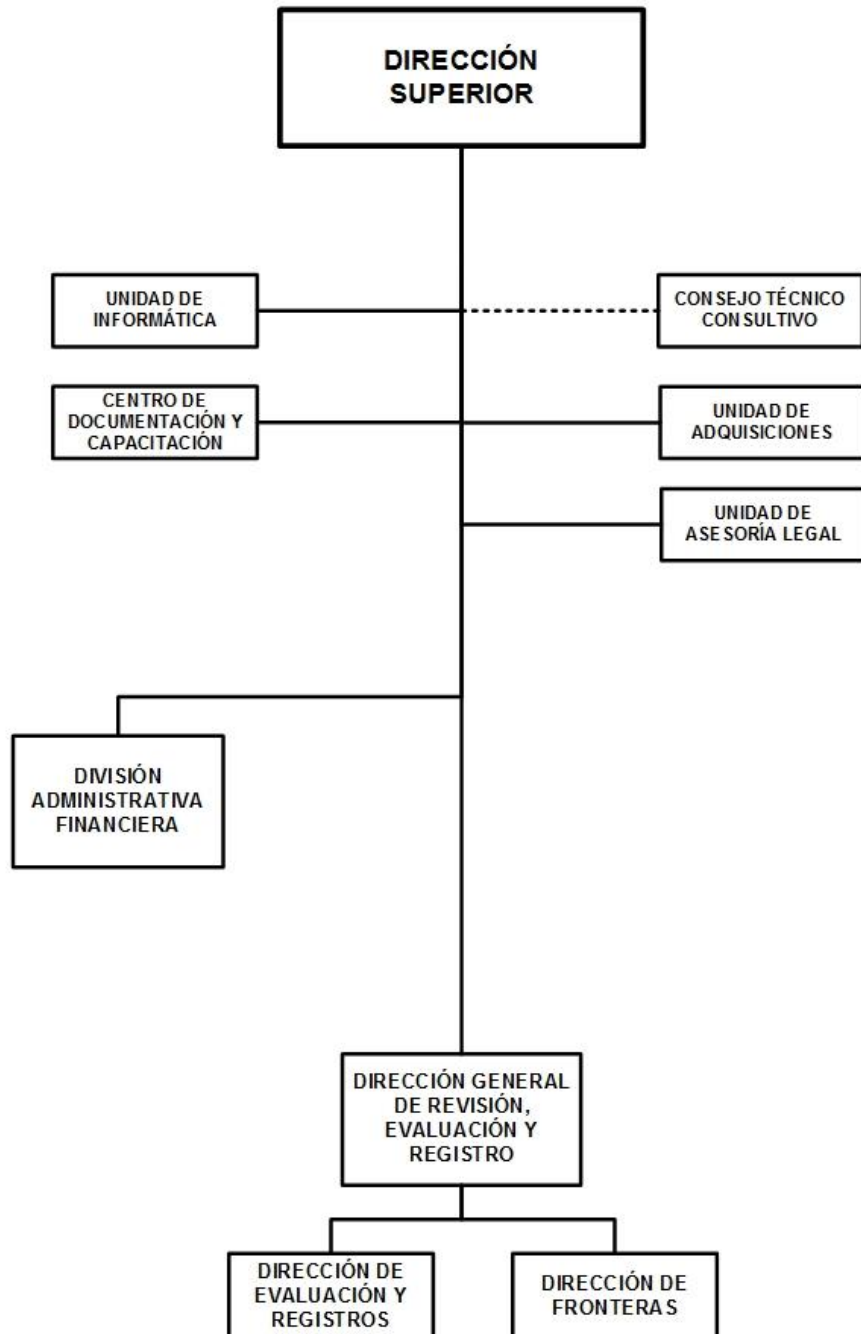 DIRECCIÓN
SUPERIOR
UNIDAD DE
INFORMÁTICA
CONSEJO TÉCNICO
CONSULTIVO
CENTRO DE
DOCUMENTACIÓN Y
CAPACITACIÓN
UNIDAD DE
ADQUISICIONES
UNIDAD DE
ASESORÍA LEGAL
DIVISIÓN
ADMINISTRATIVA
FINANCIERA
DIRECCIÓN GENERAL
DE REVISIÓN,
EVALUACIÓN Y
REGISTRO
DIRECCIÓN DE
EVALUACIÓN Y
REGISTROS
DIRECCIÓN DE
FRONTERAS